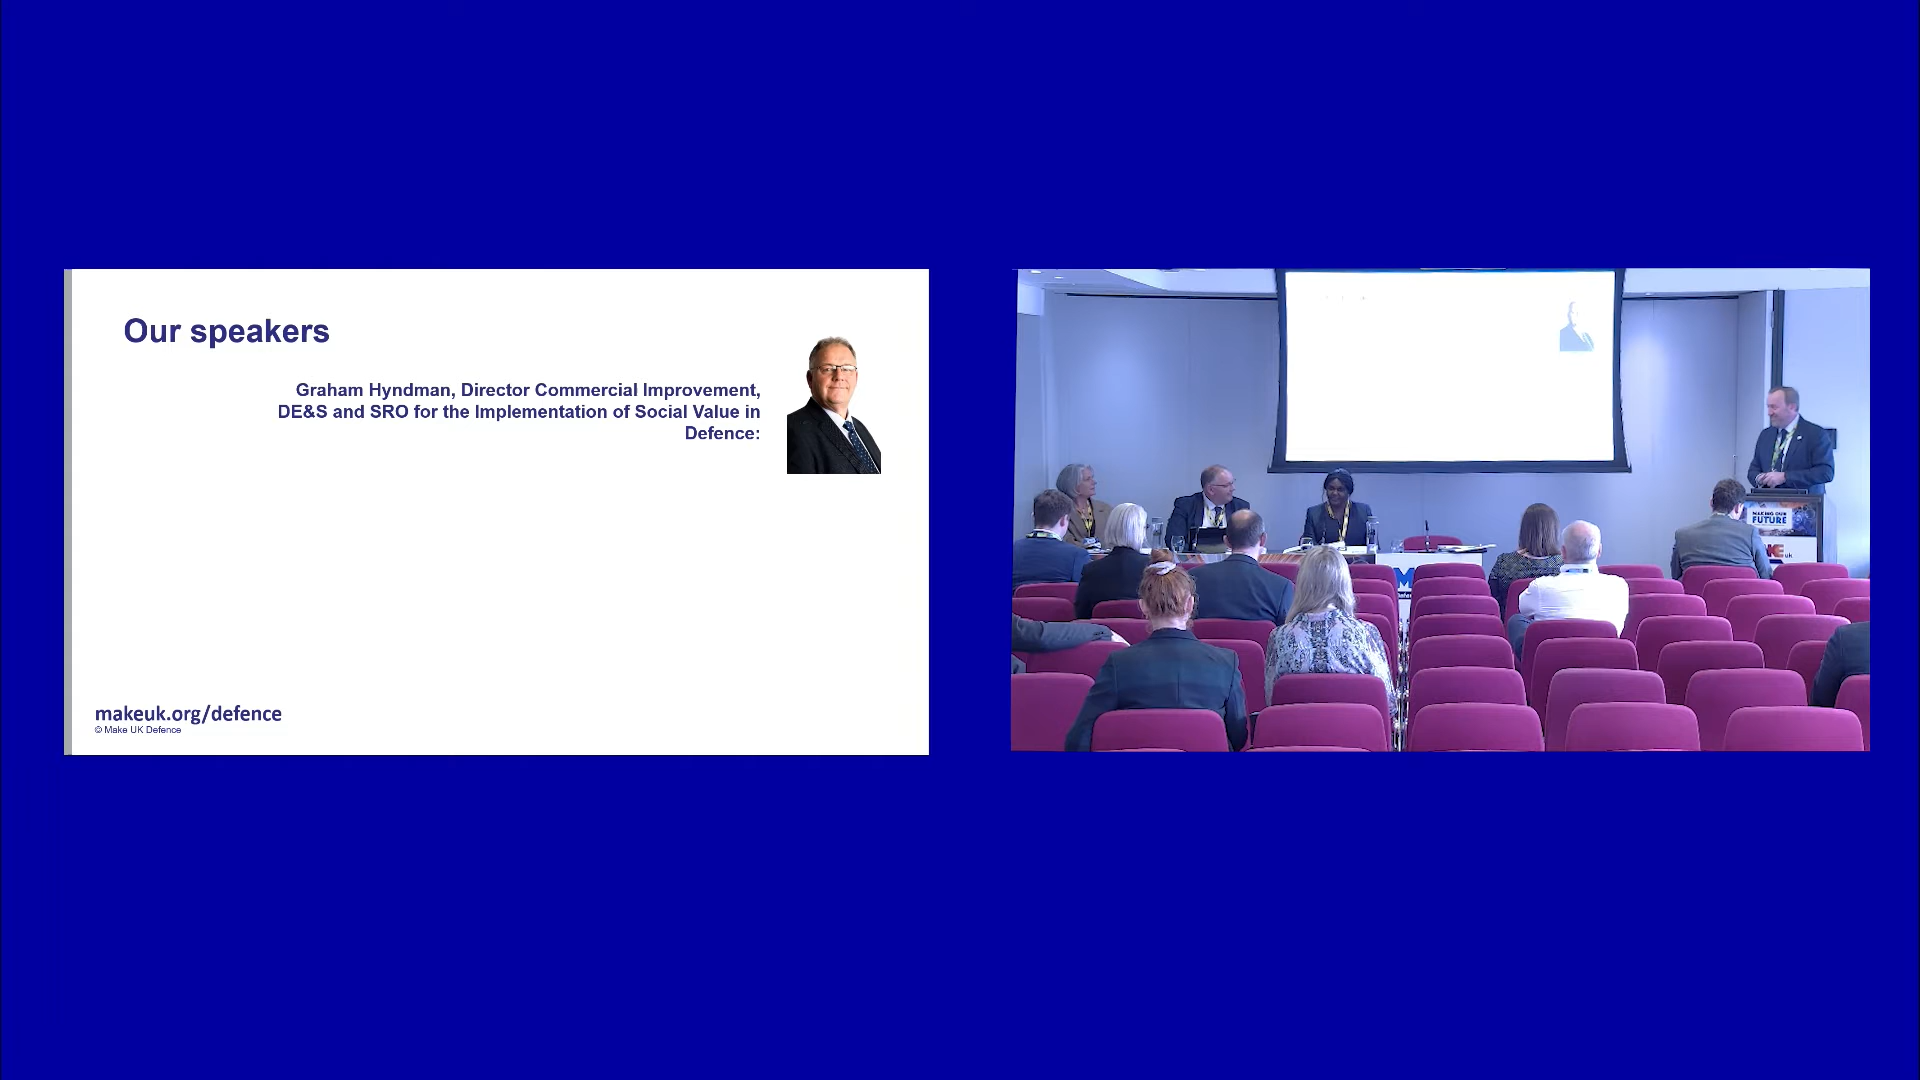 Our speakers
Graham Hyndman, Director Commercial Improvement,
DE&S and SRO for the Implementation of Social Value in
Defence:
makeuk.org/defence
© Make UK Defence
MAKING OUR
FUTURE